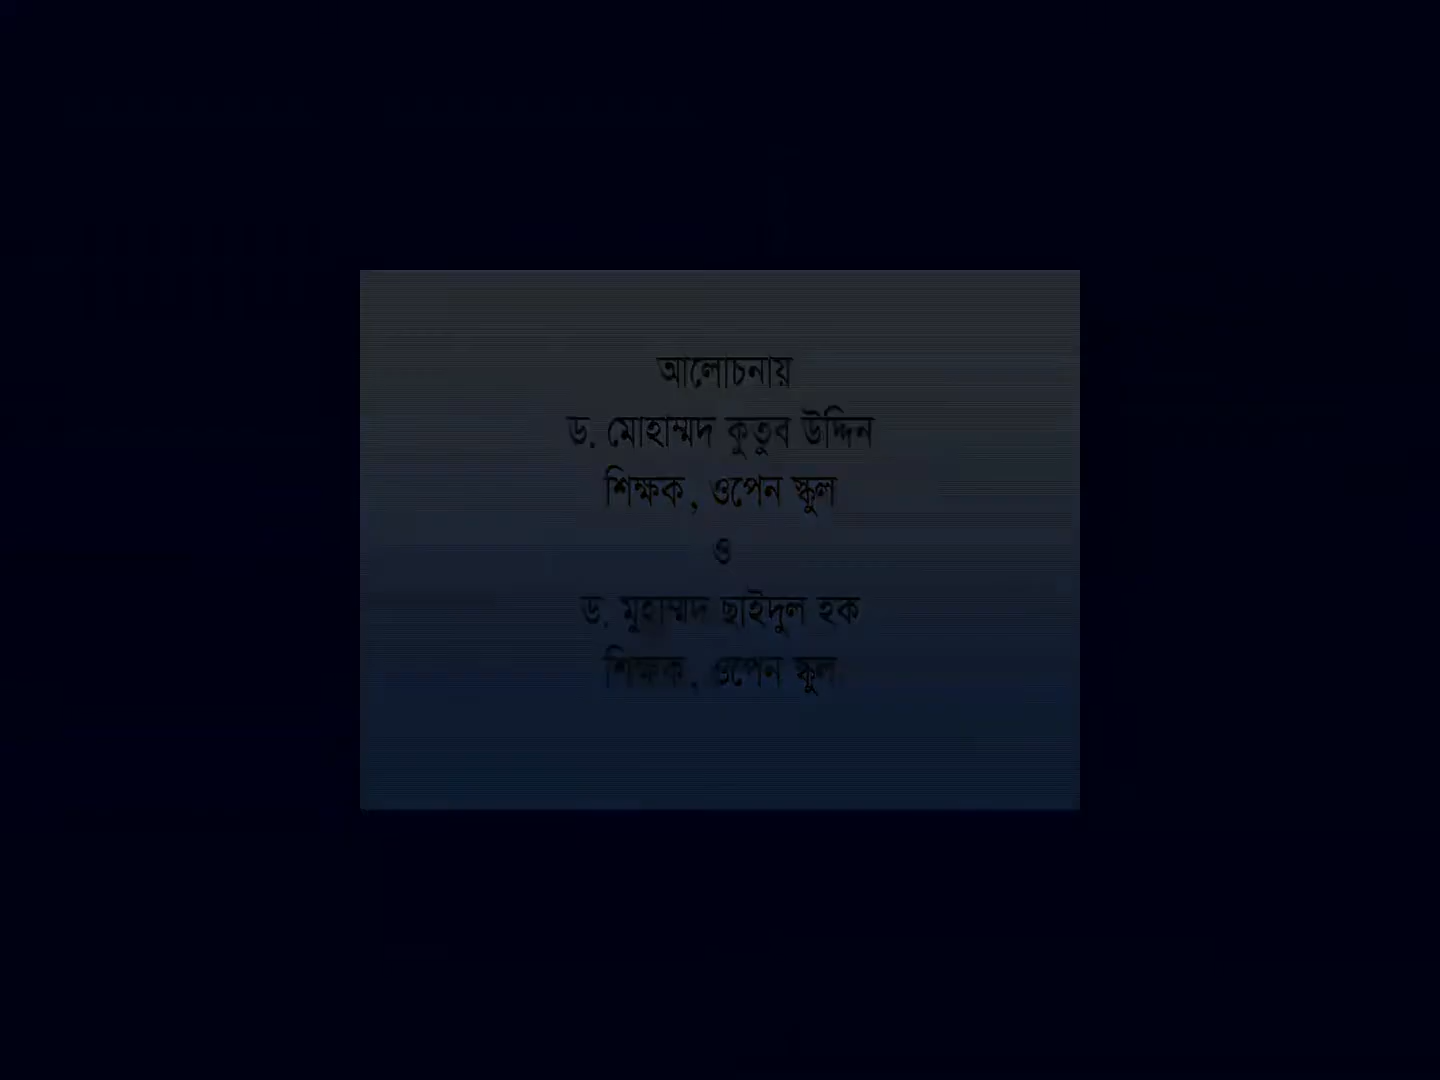 আলোচনায়
ড. মোহাম্মদ কুতুব উদ্দিন
শিক্ষক, ওপেন স্কুল
ও
ড. মুহাম্মদ ছাইদুল হক
শিক্ষক, ওপেন স্কুল